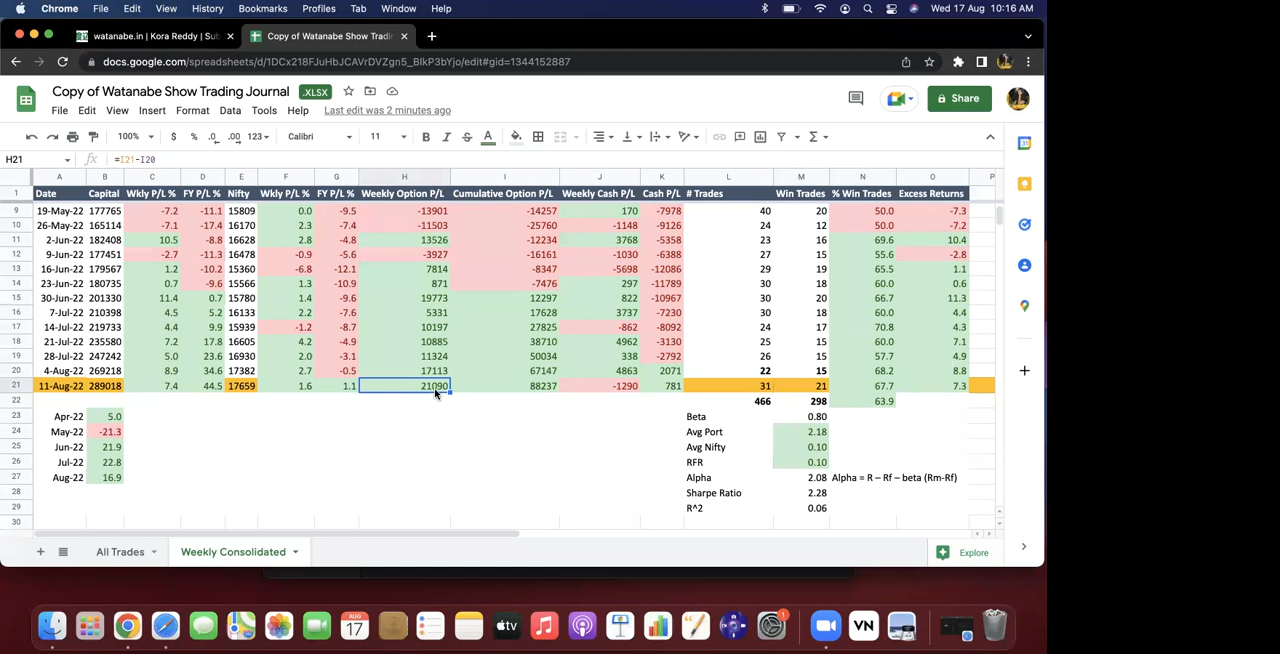 Chrome File Edit View History Bookmarks Profiles Tab Window Help Wed 17 Aug 10:16 AM
watanabe.in | Kora Reddy | Sub Copy of Watanabe Show Tradi
docs.google.com/spreadsheets/d/1DCx218FJuHbJCAVrDVZgn5_BlkP3bYjo/edit#gid=1344152887
Copy of Watanabe Show Trading Journal .XLSX
Share
File Edit View Insert Format Data Tools Help Last edit was 2 minutes ago
100% $ % .0 .00 123 Calibri 11 B I S A
H21 fx =I21-I20
A B C D E F G H I J K L M N O P
1 Date Capital Wkly P/L % FY P/L % Nifty Wkly P/L % FY P/L % Weekly Option P/L Cumulative Option P/L Weekly Cash P/L Cash P/L # Trades Win Trades % Win Trades Excess Returns
9 19-May-22 177765 -7.2 -11.1 15809 0.0 -9.5 -13901 -14257 170 -7978 40 20 50.0 -7.3
10 26-May-22 165114 -7.1 -17.4 16170 2.3 -7.4 -11503 -25760 -1148 -9126 24 12 50.0 -7.2
11 2-Jun-22 182408 10.5 -8.8 16628 2.8 -4.8 13526 -12234 3768 -5358 23 16 69.6 10.4
12 9-Jun-22 177451 -2.7 -11.3 16478 -0.9 -5.6 -3927 -16161 -1030 -6388 27 15 55.6 -2.8
13 16-Jun-22 179567 1.2 -10.2 15360 -6.8 -12.1 7814 -8347 -5698 -12086 29 19 65.5 1.1
14 23-Jun-22 180735 0.7 -9.6 15566 1.3 -10.9 871 -7476 297 -11789 30 18 60.0 0.6
15 30-Jun-22 201330 11.4 0.7 15780 1.4 -9.6 19773 12297 822 -10967 30 20 66.7 11.3
16 7-Jul-22 210398 4.5 5.2 16133 2.2 -7.6 5331 17628 3737 -7230 30 18 60.0 4.4
17 14-Jul-22 219733 4.4 9.9 15939 -1.2 -8.7 10197 27825 -862 -8092 24 17 70.8 4.3
18 21-Jul-22 235580 7.2 17.8 16605 4.2 -4.9 10885 38710 4962 -3130 25 15 60.0 7.1
19 28-Jul-22 247242 5.0 23.6 16930 2.0 -3.1 11324 50034 338 -2792 26 15 57.7 4.9
20 4-Aug-22 269218 8.9 34.6 17382 2.7 -0.5 17113 67147 4863 2071 22 15 68.2 8.8
21 11-Aug-22 289018 7.4 44.5 17659 1.6 1.1 21090 88237 -1290 781 31 21 67.7 7.3
22 466 298 63.9
23 Apr-22 5.0 Beta 0.80
24 May-22 -21.3 Avg Port 2.18
25 Jun-22 21.9 Avg Nifty 0.10
26 Jul-22 22.8 RFR 0.10
27 Aug-22 16.9 Alpha 2.08 Alpha = R – Rf – beta (Rm-Rf)
28 Sharpe Ratio 2.28
29 R^2 0.06
30
All Trades Weekly Consolidated Explore
AUG
17 tv VN 1